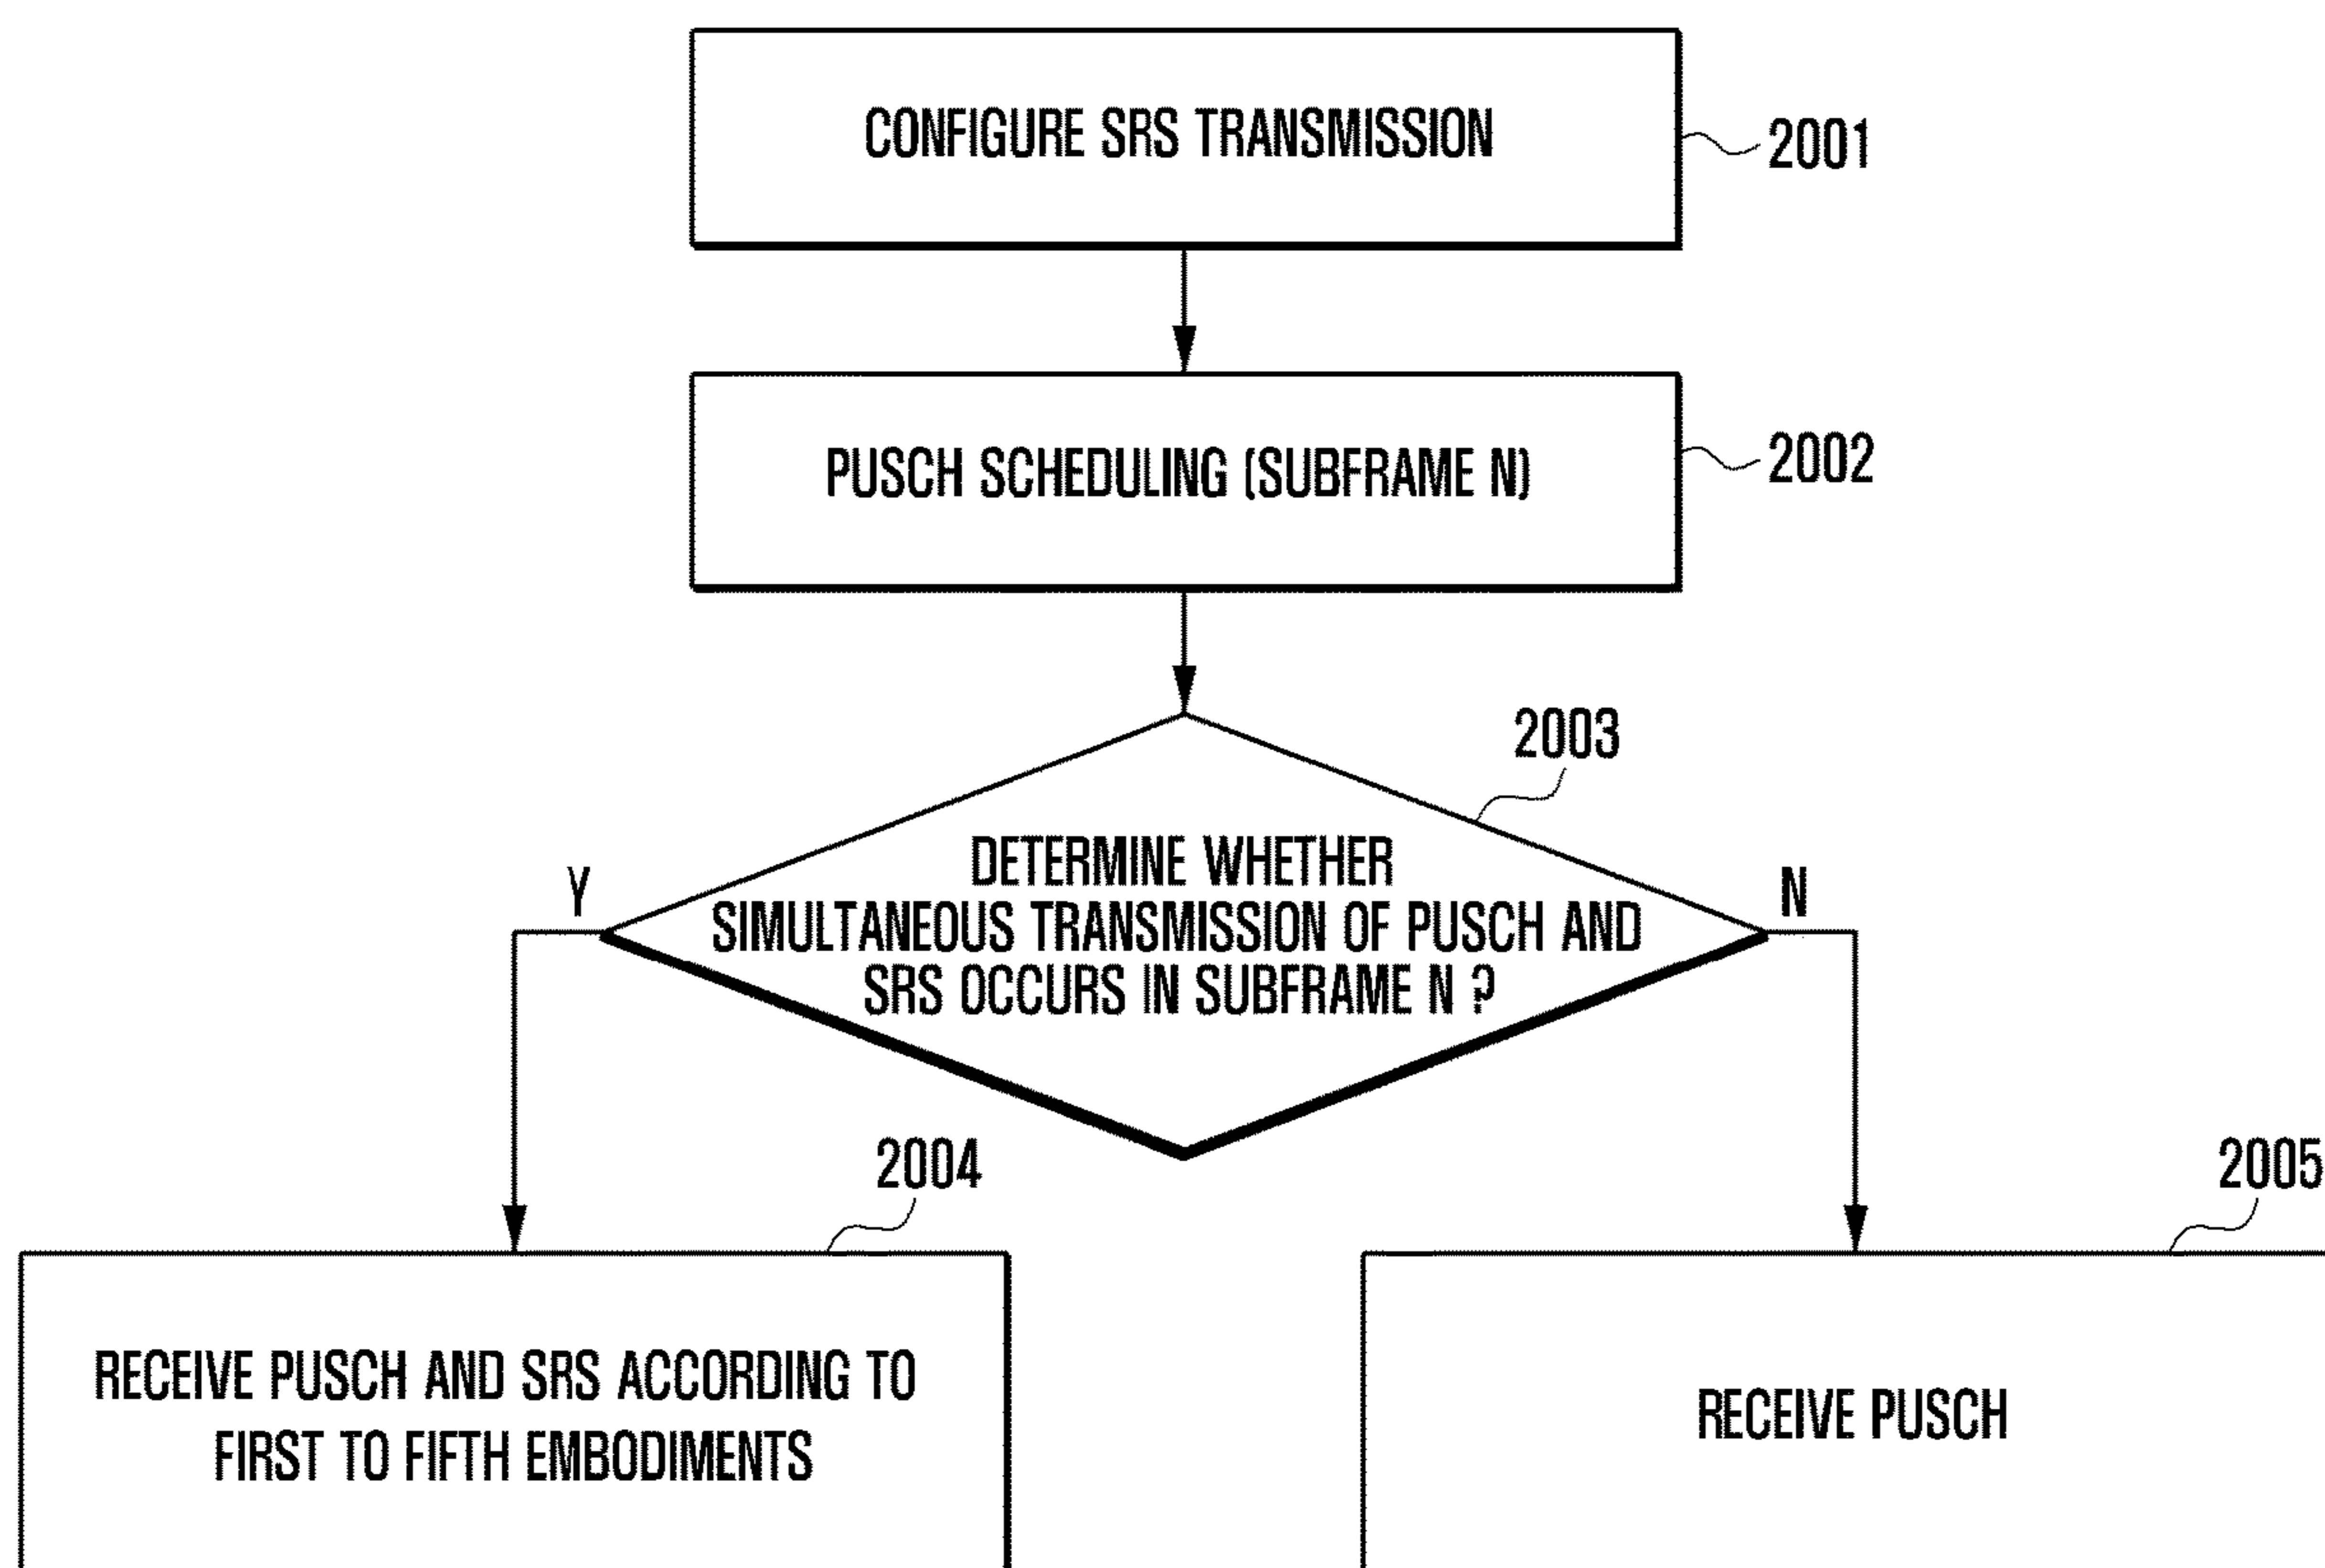 CONFIGURE SRS TRANSMISSION
2001
PUSCH SCHEDULING (SUBFRAME N)
2002
2003
DETERMINE WHETHER
SIMULTANEOUS TRANSMISSION OF PUSCH AND
SRS OCCURS IN SUBFRAME N ?
Y
N
2004
2005
RECEIVE PUSCH AND SRS ACCORDING TO
FIRST TO FIFTH EMBODIMENTS
RECEIVE PUSCH